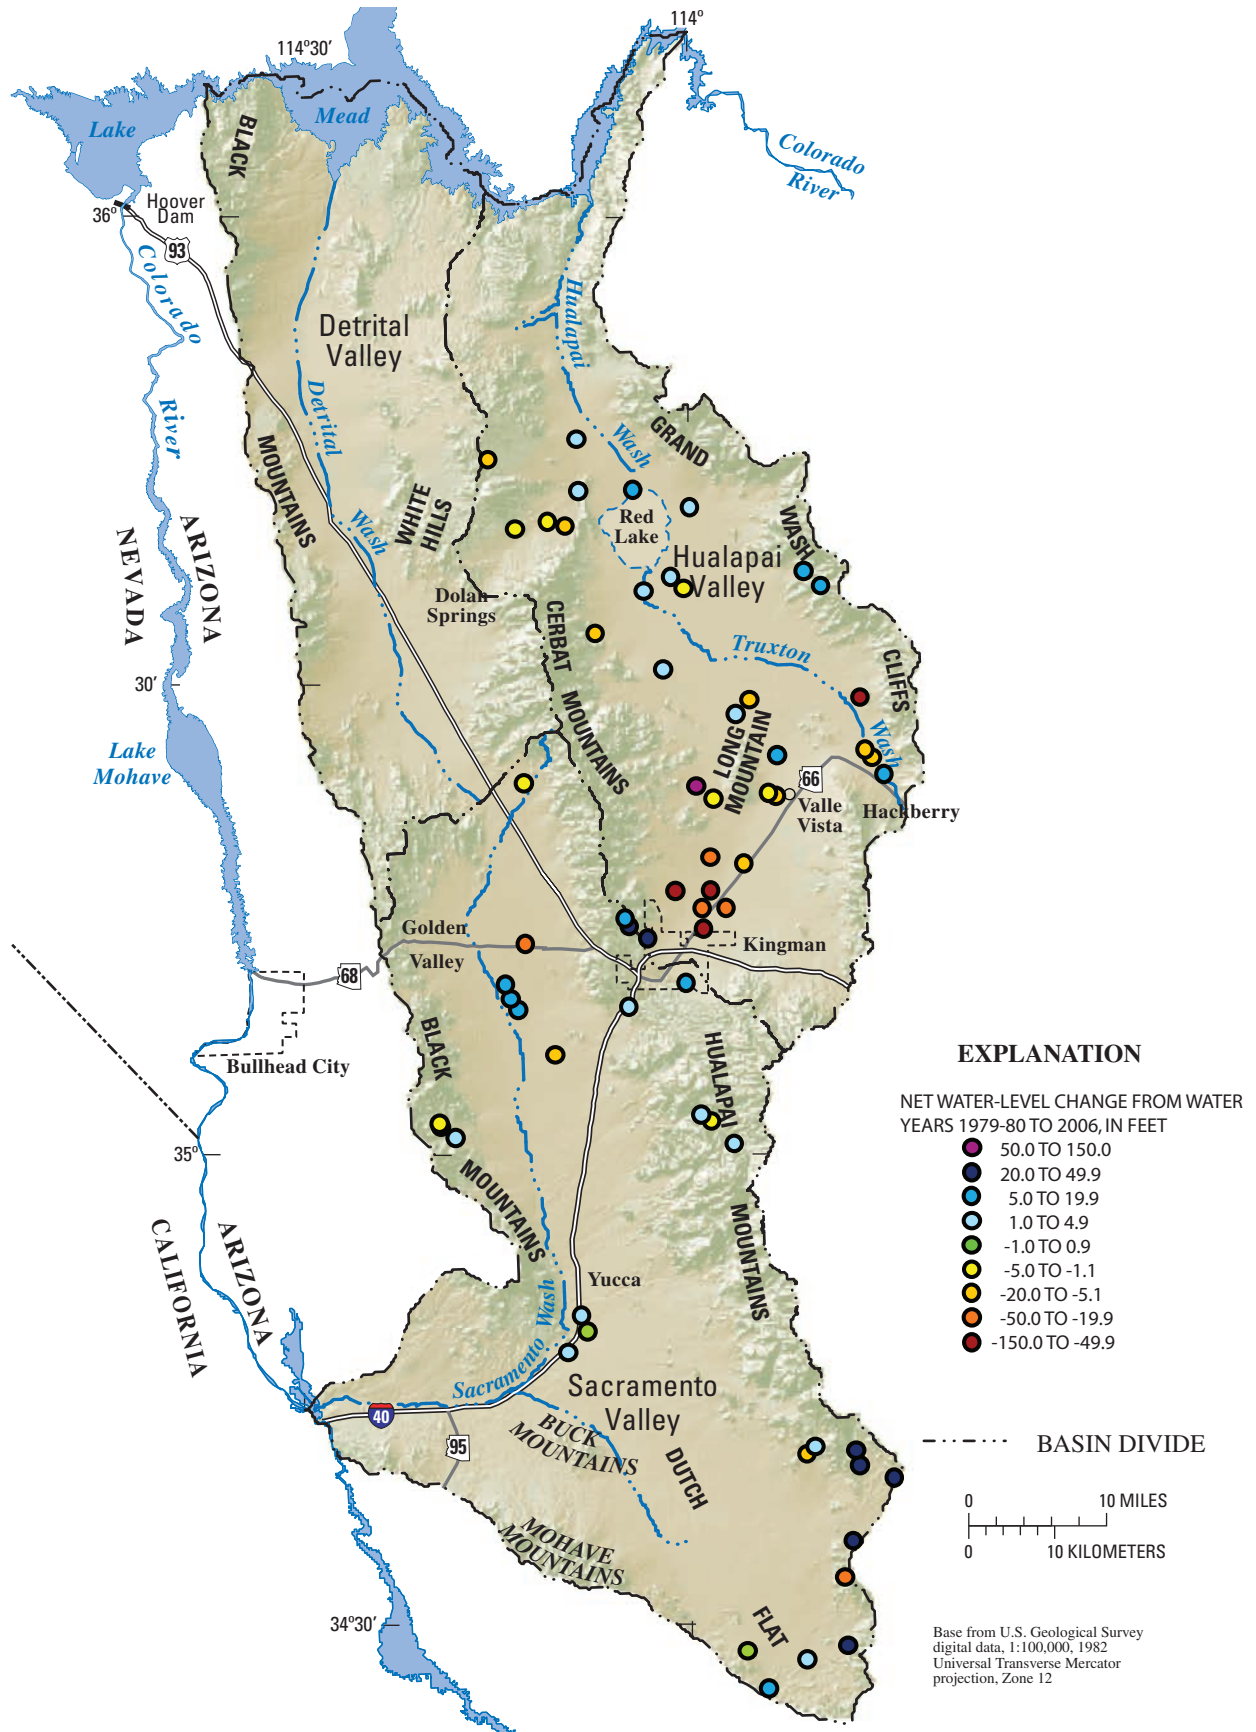 114°
114°30′
Lake
Mead
BLACK
Colorado
River
Hoover
Dam
36°
93
Colorado
River
Hualapai
Wash
Detrital
Valley
Detrital
Wash
MOUNTAINS
WHITE
HILLS
GRAND
WASH
CLIFFS
Red
Lake
Hualapai
Valley
NEVADA
ARIZONA
Dolan
Springs
CERBAT
MOUNTAINS
Truxton
Wash
30′
Lake
Mohave
LONG
MOUNTAIN
66
Valle
Vista
Hackberry
Golden
Valley
Kingman
68
Bullhead City
BLACK
MOUNTAINS
HUALAPAI
MOUNTAINS
35°
CALIFORNIA
ARIZONA
Yucca
Sacramento
Wash
Sacramento
Valley
40
95
BUCK
MOUNTAINS
DUTCH
FLAT
MOHAVE
MOUNTAINS
34°30′
EXPLANATION
NET WATER-LEVEL CHANGE FROM WATER
YEARS 1979-80 TO 2006, IN FEET
50.0 TO 150.0
20.0 TO 49.9
5.0 TO 19.9
1.0 TO 4.9
-1.0 TO 0.9
-5.0 TO -1.1
-20.0 TO -5.1
-50.0 TO -19.9
-150.0 TO -49.9
BASIN DIVIDE
0 10 MILES
0 10 KILOMETERS
Base from U.S. Geological Survey
digital data, 1:100,000, 1982
Universal Transverse Mercator
projection, Zone 12